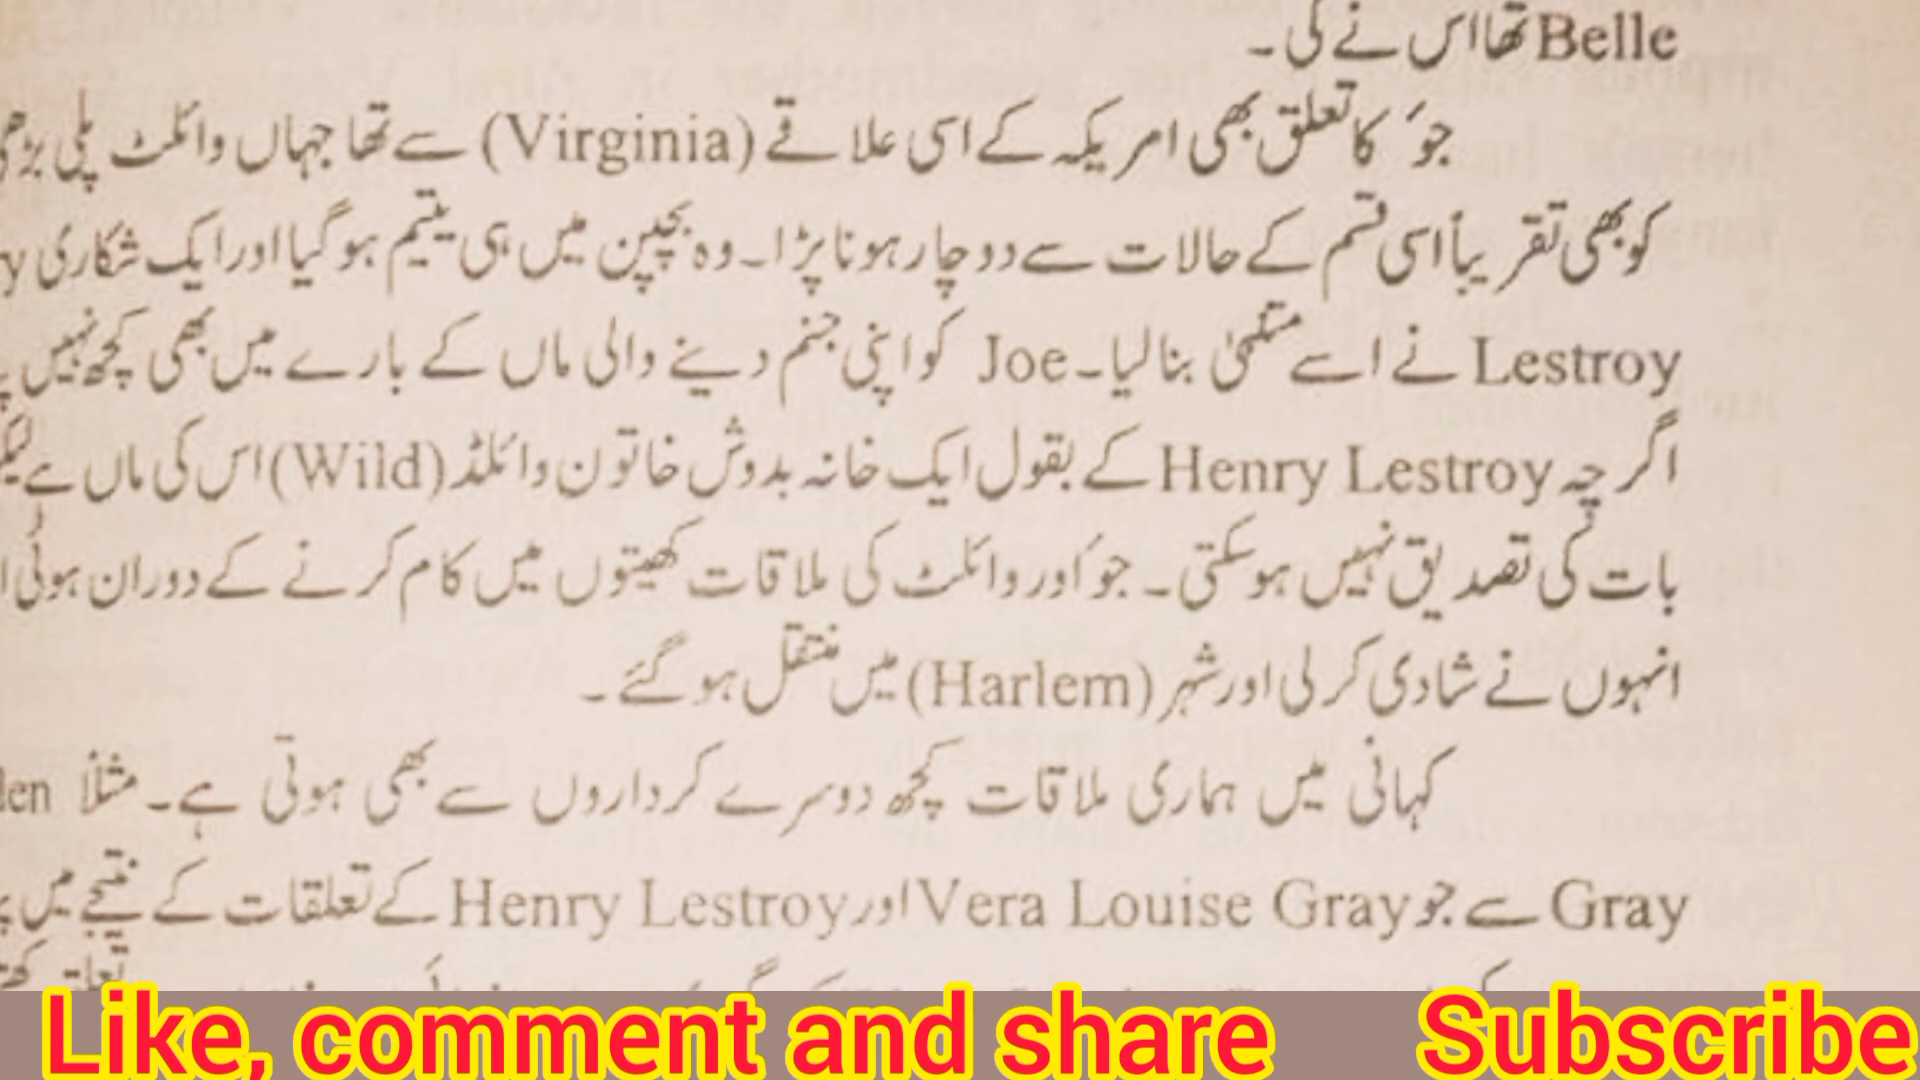 Belle تھا اس نے کی ۔
جوؑ کا تعلق بھی امریکہ کے اسی علاقے (Virginia) سے تھا جہاں وائلٹ پلی بڑھی
کو بھی تقریباً اسی قسم کے حالات سے دوچار ہونا پڑا۔ وہ بچپن میں ہی یتیم ہو گیا اور ایک شکاری
Lestroy نے اسے متبنیٰ بنا لیا۔ Joe کو اپنی جنم دینے والی ماں کے بارے میں بھی کچھ نہیں
اگر چہ Henry Lestroy کے بقول ایک خانہ بدوش خاتون وائلڈ (Wild) اس کی ماں ہے
بات کی تصدیق نہیں ہو سکتی۔ جوؑ اور وائلٹ کی ملاقات کھیتوں میں کام کرنے کے دوران ہوئی
انہوں نے شادی کر لی اور شہر (Harlem) میں منتقل ہو گئے ۔
کہانی میں ہماری ملاقات کچھ دوسرے کرداروں سے بھی ہوتی ہے۔ مثلاً
Gray سے جو Vera Louise Gray اور Henry Lestroy کے تعلقات کے نتیجے میں
Like, comment and share Subscribe